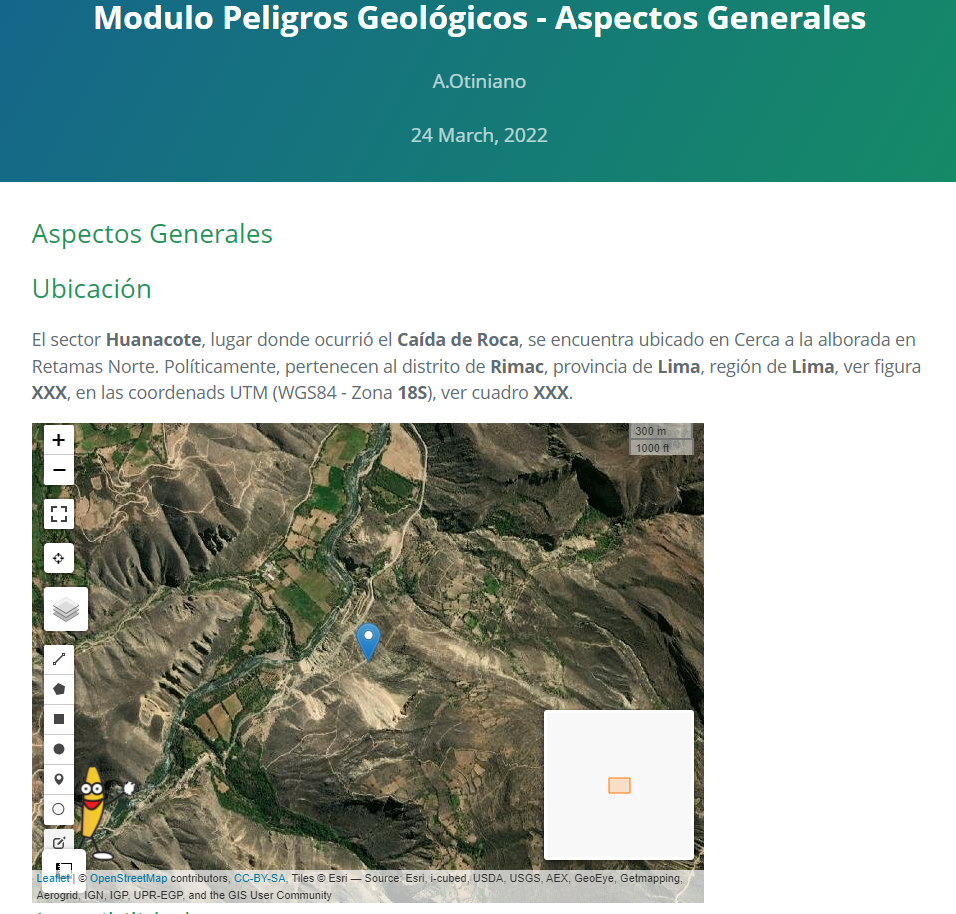 Modulo Peligros Geológicos - Aspectos Generales
A.Otiniano
24 March, 2022
Aspectos Generales
Ubicación
El sector Huanacote, lugar donde ocurrió el Caída de Roca, se encuentra ubicado en Cerca a la alborada en
Retamas Norte. Políticamente, pertenecen al distrito de Rimac, provincia de Lima, región de Lima, ver figura
XXX, en las coordenads UTM (WGS84 - Zona 18S), ver cuadro XXX.
+
−
300 m
1000 ft
Leaflet | © OpenStreetMap contributors, CC-BY-SA, Tiles © Esri — Source: Esri, i-cubed, USDA, USGS, AEX, GeoEye, Getmapping,
Aerogrid, IGN, IGP, UPR-EGP, and the GIS User Community